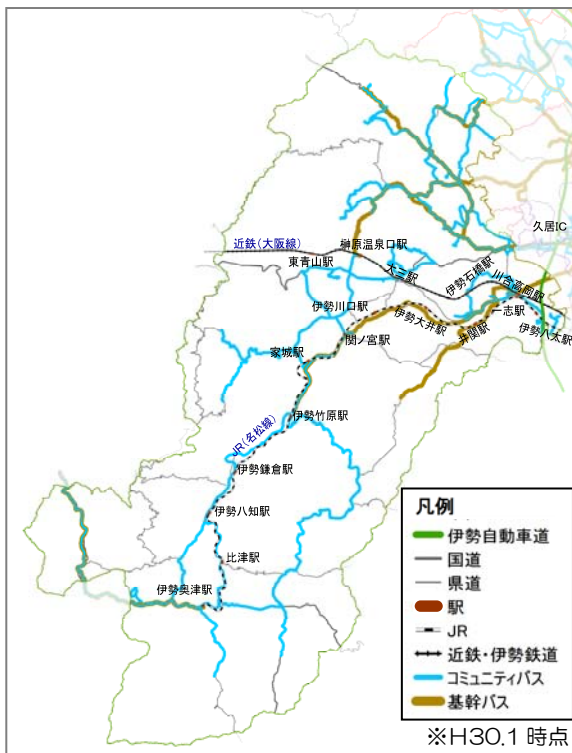 久居IC
近鉄(大阪線)
榊原温泉口駅
東青山駅
大三駅
伊勢石橋駅
川合高岡駅
伊勢川口駅
伊勢大井駅
一志駅
井関駅
伊勢八太駅
関ノ宮駅
家城駅
伊勢竹原駅
JR(名松線)
伊勢鎌倉駅
伊勢八知駅
比津駅
伊勢奥津駅
凡例
伊勢自動車道
国道
県道
駅
JR
近鉄・伊勢鉄道
コミュニティバス
基幹バス
※H30.1 時点